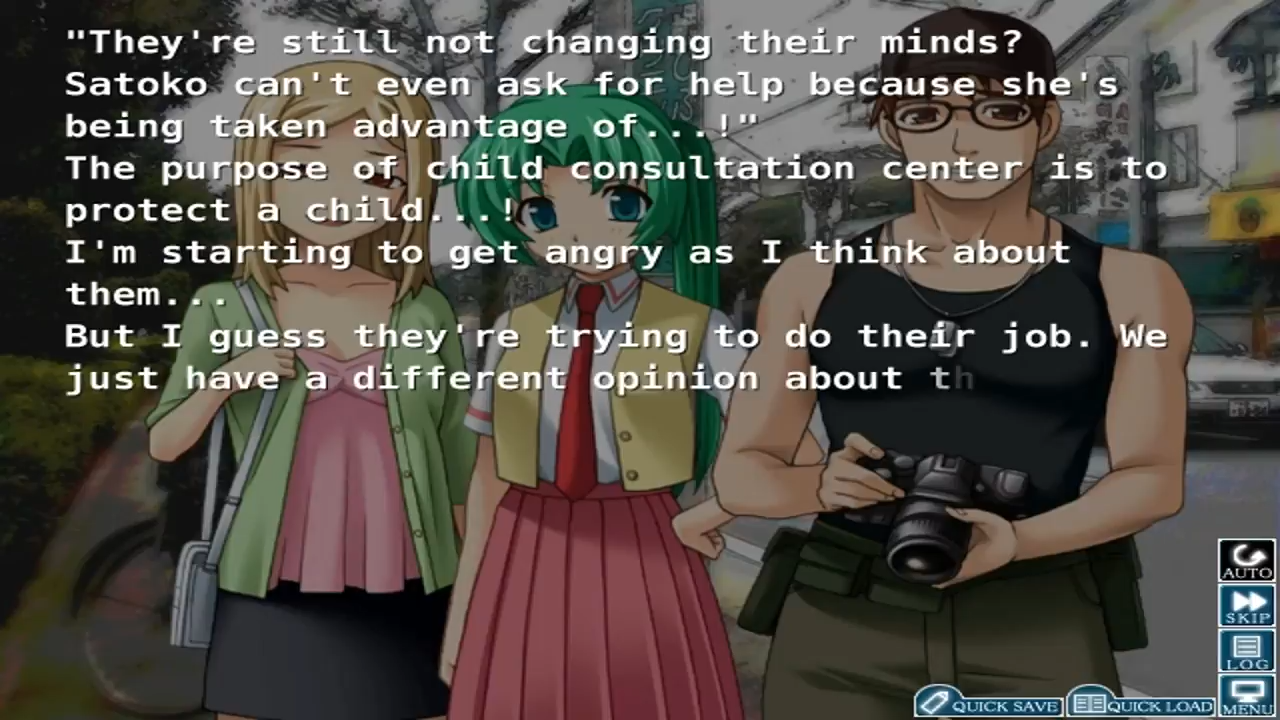 "They're still not changing their minds?
Satoko can't even ask for help because she's
being taken advantage of...!"
The purpose of child consultation center is to
protect a child...!
I'm starting to get angry as I think about
them...
But I guess they're trying to do their job. We
just have a different opinion about th
AUTO
SKIP
LOG
MENU
QUICK SAVE
QUICK LOAD